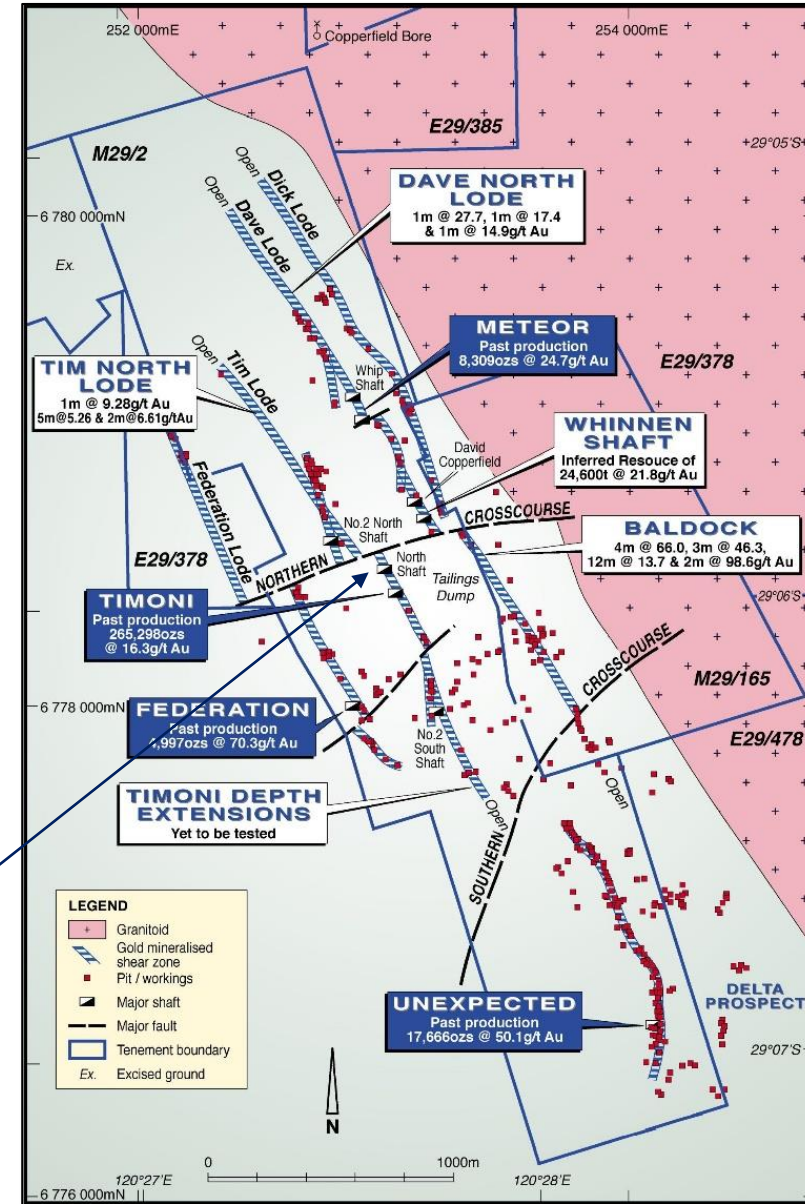 252 000mE
254 000mE
Copperfield Bore
E29/385
M29/2
29°05'S
Open
Dick Lode
Open
Dave Lode
DAVE NORTH
LODE
1m @ 27.7, 1m @ 17.4
& 1m @ 14.9g/t Au
6 780 000mN
Ex.
METEOR
Past production
8,309ozs @ 24.7g/t Au
E29/378
TIM NORTH
LODE
1m @ 9.28g/t Au
5m@5.26 & 2m@6.61g/tAu
Open
Tim Lode
Whip
Shaft
WHINNEN
SHAFT
Inferred Resouce of
24,600t @ 21.8g/t Au
David
Copperfield
Federation Lode
No.2 North
Shaft
NORTHERN
CROSSCOURSE
BALDOCK
4m @ 66.0, 3m @ 46.3,
12m @ 13.7 & 2m @ 98.6g/t Au
E29/378
North
Shaft
Tailings
Dump
29°06'S
TIMONI
Past production
265,298ozs
@ 16.3g/t Au
CROSSCOURSE
M29/165
6 778 000mN
FEDERATION
Past production
4,997ozs @ 70.3g/t Au
No.2
South
Shaft
E29/478
TIMONI DEPTH
EXTENSIONS
Yet to be tested
Open
Open
SOUTHERN
LEGEND
Granitoid
Gold mineralised
shear zone
Pit / workings
Major shaft
Major fault
Tenement boundary
Ex. Excised ground
DELTA
PROSPECT
UNEXPECTED
Past production
17,666ozs @ 50.1g/t Au
29°07'S
N
0
1000m
120°27'E
120°28'E
6 776 000mN